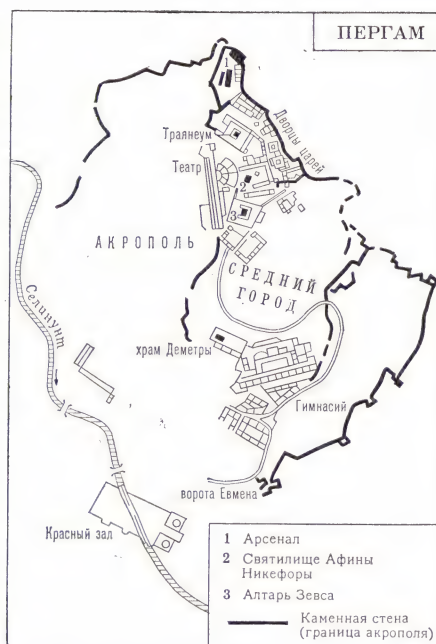 ПЕРГАМ
1
Траянеум
Дворцы царей
Театр
2
3
АКРОПОЛЬ
СРЕДНИЙ
ГОРОД
Селинунт
храм Деметры
Гимнасий
ворота Евмена
Красный зал
1 Арсенал
2 Святилище Афины
Никефоры
3 Алтарь Зевса
Каменная стена
(граница акрополя)